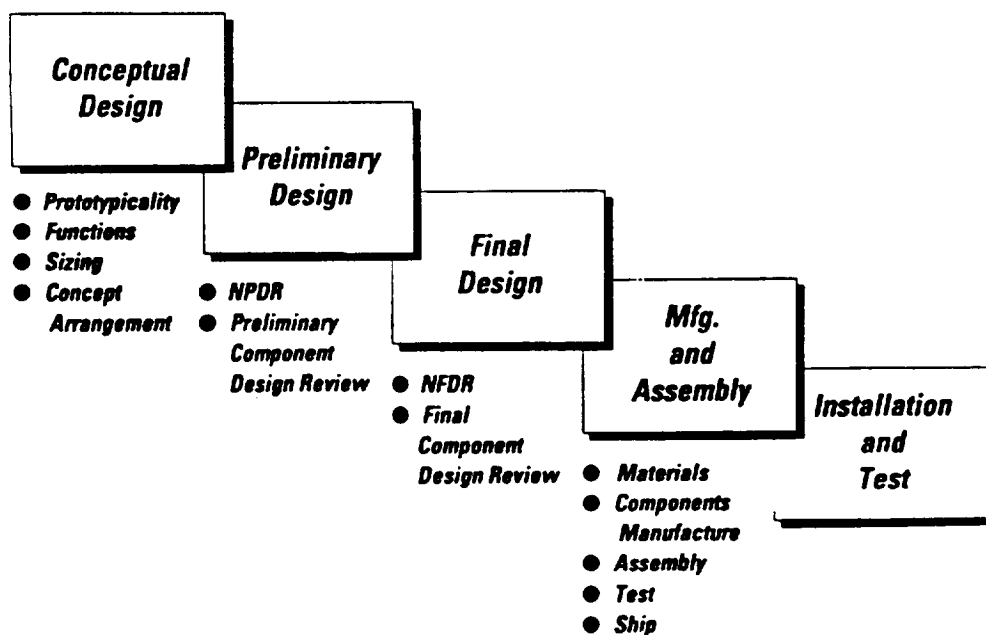 Conceptual
Design
● Prototypicality
● Functions
● Sizing
● Concept
Arrangement
Preliminary
Design
● NPDR
● Preliminary
Component
Design Review
Final
Design
● NFDR
● Final
Component
Design Review
Mfg.
and
Assembly
● Materials
● Components
Manufacture
● Assembly
● Test
● Ship
Installation
and
Test